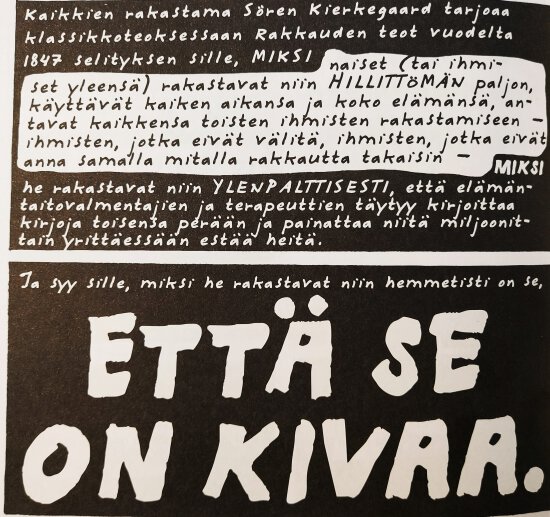 Kaikkien rakastama Sören Kierkegaard tarjoaa
klassikkoteoksessaan Rakkauden teot vuodelta
1847 selityksen sille, MIKSI naiset (tai ihmi-
set yleensä) rakastavat niin HILLITTÖMÄN paljon,
käyttävät kaiken aikansa ja koko elämänsä, an-
tavat kaikkensa toisten ihmisten rakastamiseen –
ihmisten, jotka eivät välitä, ihmisten, jotka eivät
anna samalla mitalla rakkautta takaisin – MIKSI
he rakastavat niin YLENPALTTISESTI, että elämän-
taitovalmentajien ja terapeuttien täytyy kirjoittaa
kirjoja toisensa perään ja painattaa niitä miljoonit-
tain yrittäessään estää heitä.
Ja syy sille, miksi he rakastavat niin hemmetisti on se,
ETTÄ SE
ON KIVAA.